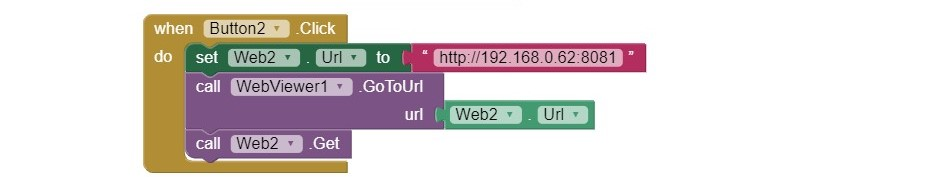 when Button2 .Click
do set Web2 . Url to “ http://192.168.0.62:8081 ”
call WebViewer1 .GoToUrl
url Web2 . Url
call Web2 .Get